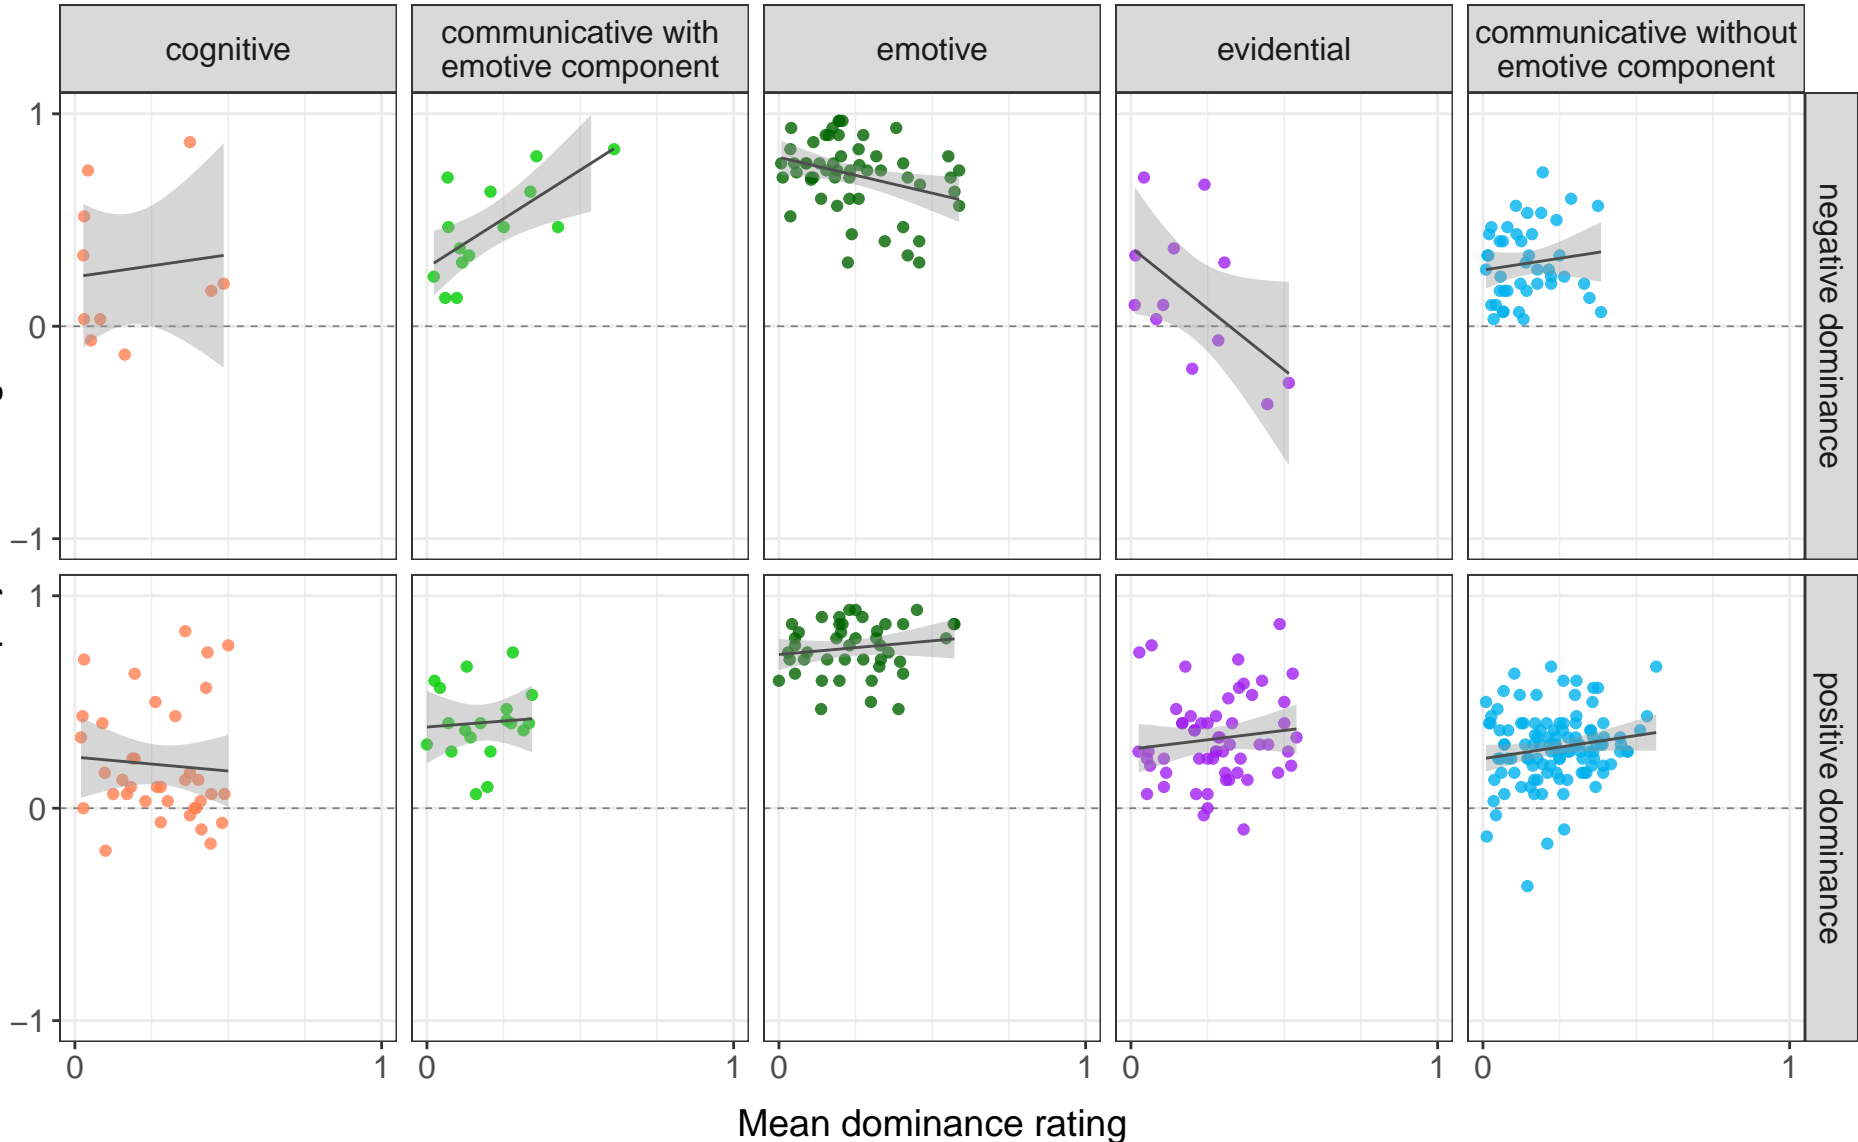 cognitive
communicative with
emotive component
emotive
evidential
communicative without
emotive component
1
0
−1
negative dominance
1
0
−1
positive dominance
0 1 0 1 0 1 0 1 0 1
Mean dominance rating